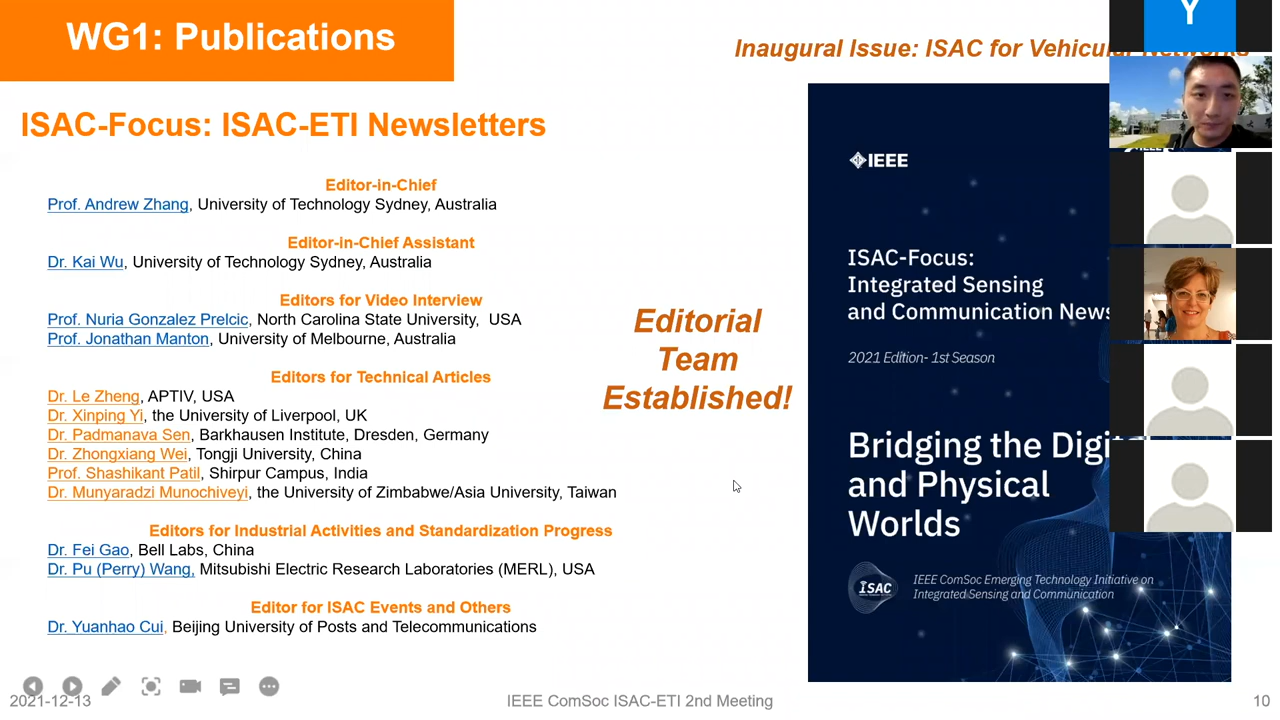 WG1: Publications
Inaugural Issue: ISAC for Vehicular Networks
ISAC-Focus: ISAC-ETI Newsletters
Editor-in-Chief
Prof. Andrew Zhang, University of Technology Sydney, Australia
Editor-in-Chief Assistant
Dr. Kai Wu, University of Technology Sydney, Australia
Editors for Video Interview
Prof. Nuria Gonzalez Prelcic, North Carolina State University, USA
Prof. Jonathan Manton, University of Melbourne, Australia
Editors for Technical Articles
Dr. Le Zheng, APTIV, USA
Dr. Xinping Yi, the University of Liverpool, UK
Dr. Padmanava Sen, Barkhausen Institute, Dresden, Germany
Dr. Zhongxiang Wei, Tongji University, China
Prof. Shashikant Patil, Shirpur Campus, India
Dr. Munyaradzi Munochiveyi, the University of Zimbabwe/Asia University, Taiwan
Editors for Industrial Activities and Standardization Progress
Dr. Fei Gao, Bell Labs, China
Dr. Pu (Perry) Wang, Mitsubishi Electric Research Laboratories (MERL), USA
Editor for ISAC Events and Others
Dr. Yuanhao Cui, Beijing University of Posts and Telecommunications
Editorial
Team
Established!
IEEE
ISAC-Focus:
Integrated Sensing
and Communication News
2021 Edition- 1st Season
Bridging the Digit
and Physical
Worlds
ISAC
IEEE ComSoc Emerging Technology Initiative on
Integrated Sensing and Communication
Y
2021-12-13
IEEE ComSoc ISAC-ETI 2nd Meeting
10